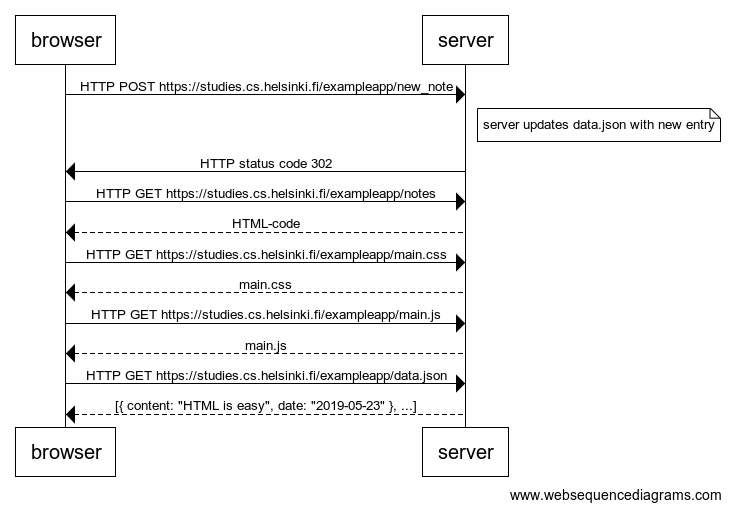 browser
server
HTTP POST https://studies.cs.helsinki.fi/exampleapp/new_note
server updates data.json with new entry
HTTP status code 302
HTTP GET https://studies.cs.helsinki.fi/exampleapp/notes
HTML-code
HTTP GET https://studies.cs.helsinki.fi/exampleapp/main.css
main.css
HTTP GET https://studies.cs.helsinki.fi/exampleapp/main.js
main.js
HTTP GET https://studies.cs.helsinki.fi/exampleapp/data.json
[{ content: "HTML is easy", date: "2019-05-23" }, ...]
browser
server
www.websequencediagrams.com